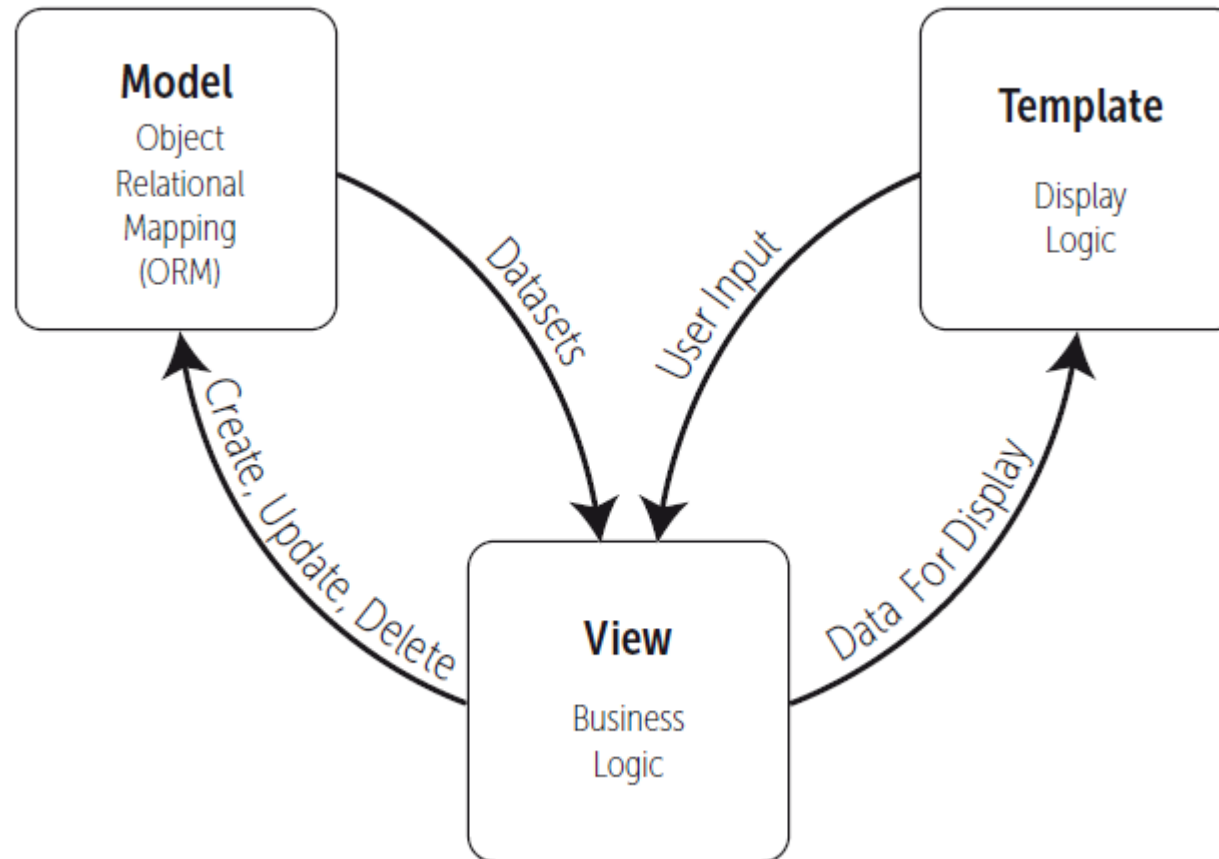 Model
Object
Relational
Mapping
(ORM)
Template
Display
Logic
Datasets
User Input
Create, Update, Delete
Data For Display
View
Business
Logic